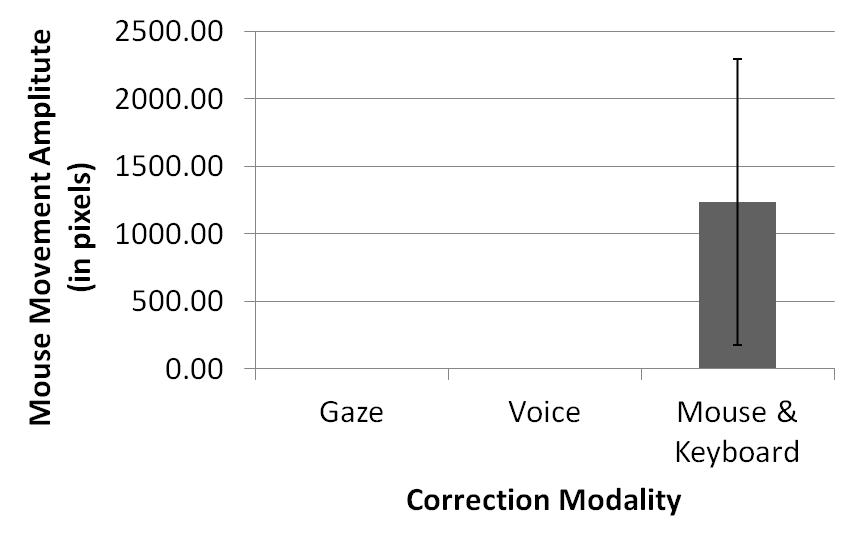 Mouse Movement Amplitude
(in pixels)
2500.00
2000.00
1500.00
1000.00
500.00
0.00
Gaze
Voice
Mouse &
Keyboard
Correction Modality